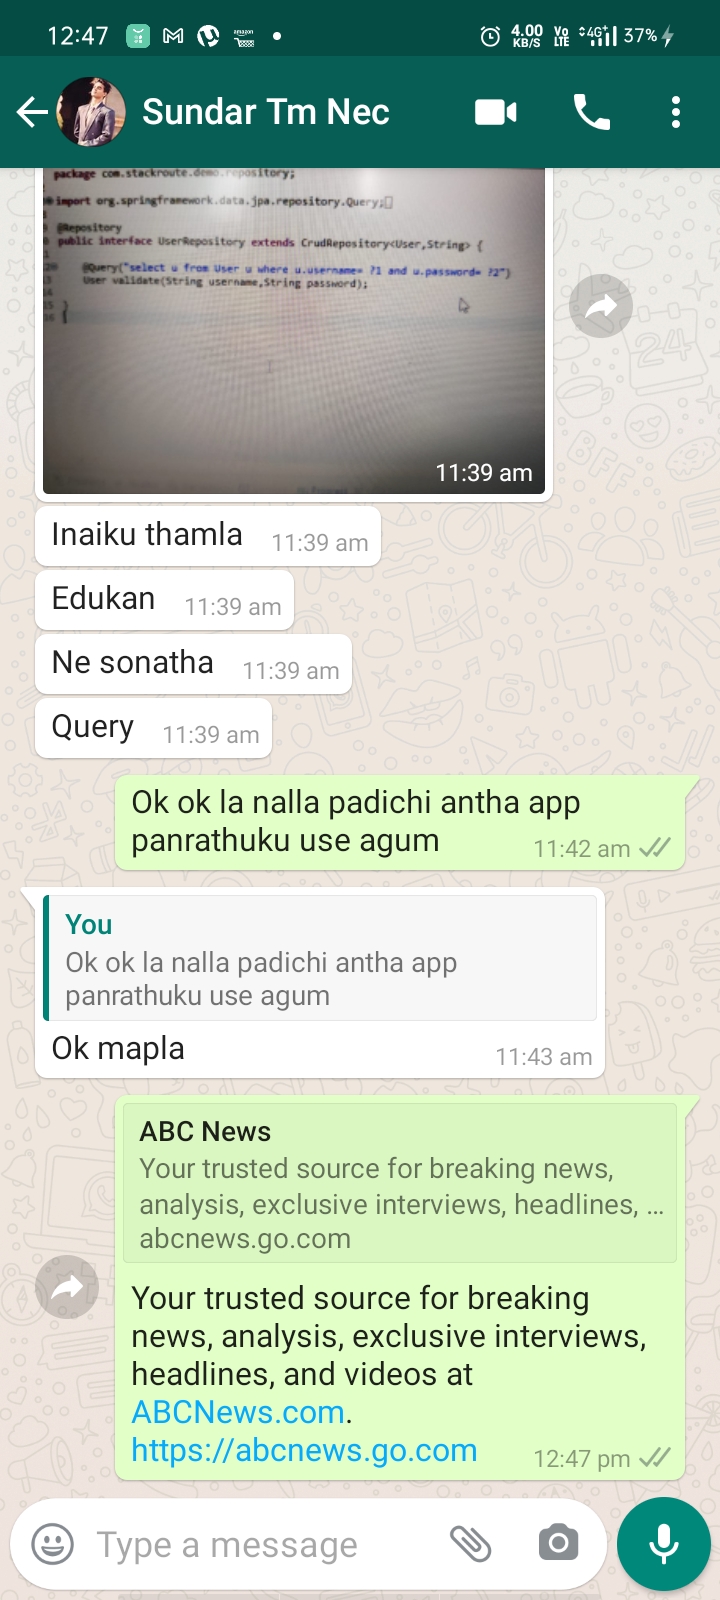 12:47
amazon
4.00
KB/S
Vo
LTE
4G+
37%
Sundar Tm Nec
package com.stackroute.demo.repository;
import org.springframework.data.jpa.repository.Query;
@Repository
public interface UserRepository extends CrudRepository<User,String> {
@Query("select u from User u where u.username= ?1 and u.password= ?2")
User validate(String username,String password);
}
11:39 am
Inaiku thamla 11:39 am
Edukan 11:39 am
Ne sonatha 11:39 am
Query 11:39 am
Ok ok la nalla padichi antha app
panrathuku use agum 11:42 am
You
Ok ok la nalla padichi antha app
panrathuku use agum
Ok mapla 11:43 am
ABC News
Your trusted source for breaking news,
analysis, exclusive interviews, headlines, ...
abcnews.go.com
Your trusted source for breaking
news, analysis, exclusive interviews,
headlines, and videos at
ABCNews.com.
https://abcnews.go.com 12:47 pm
Type a message